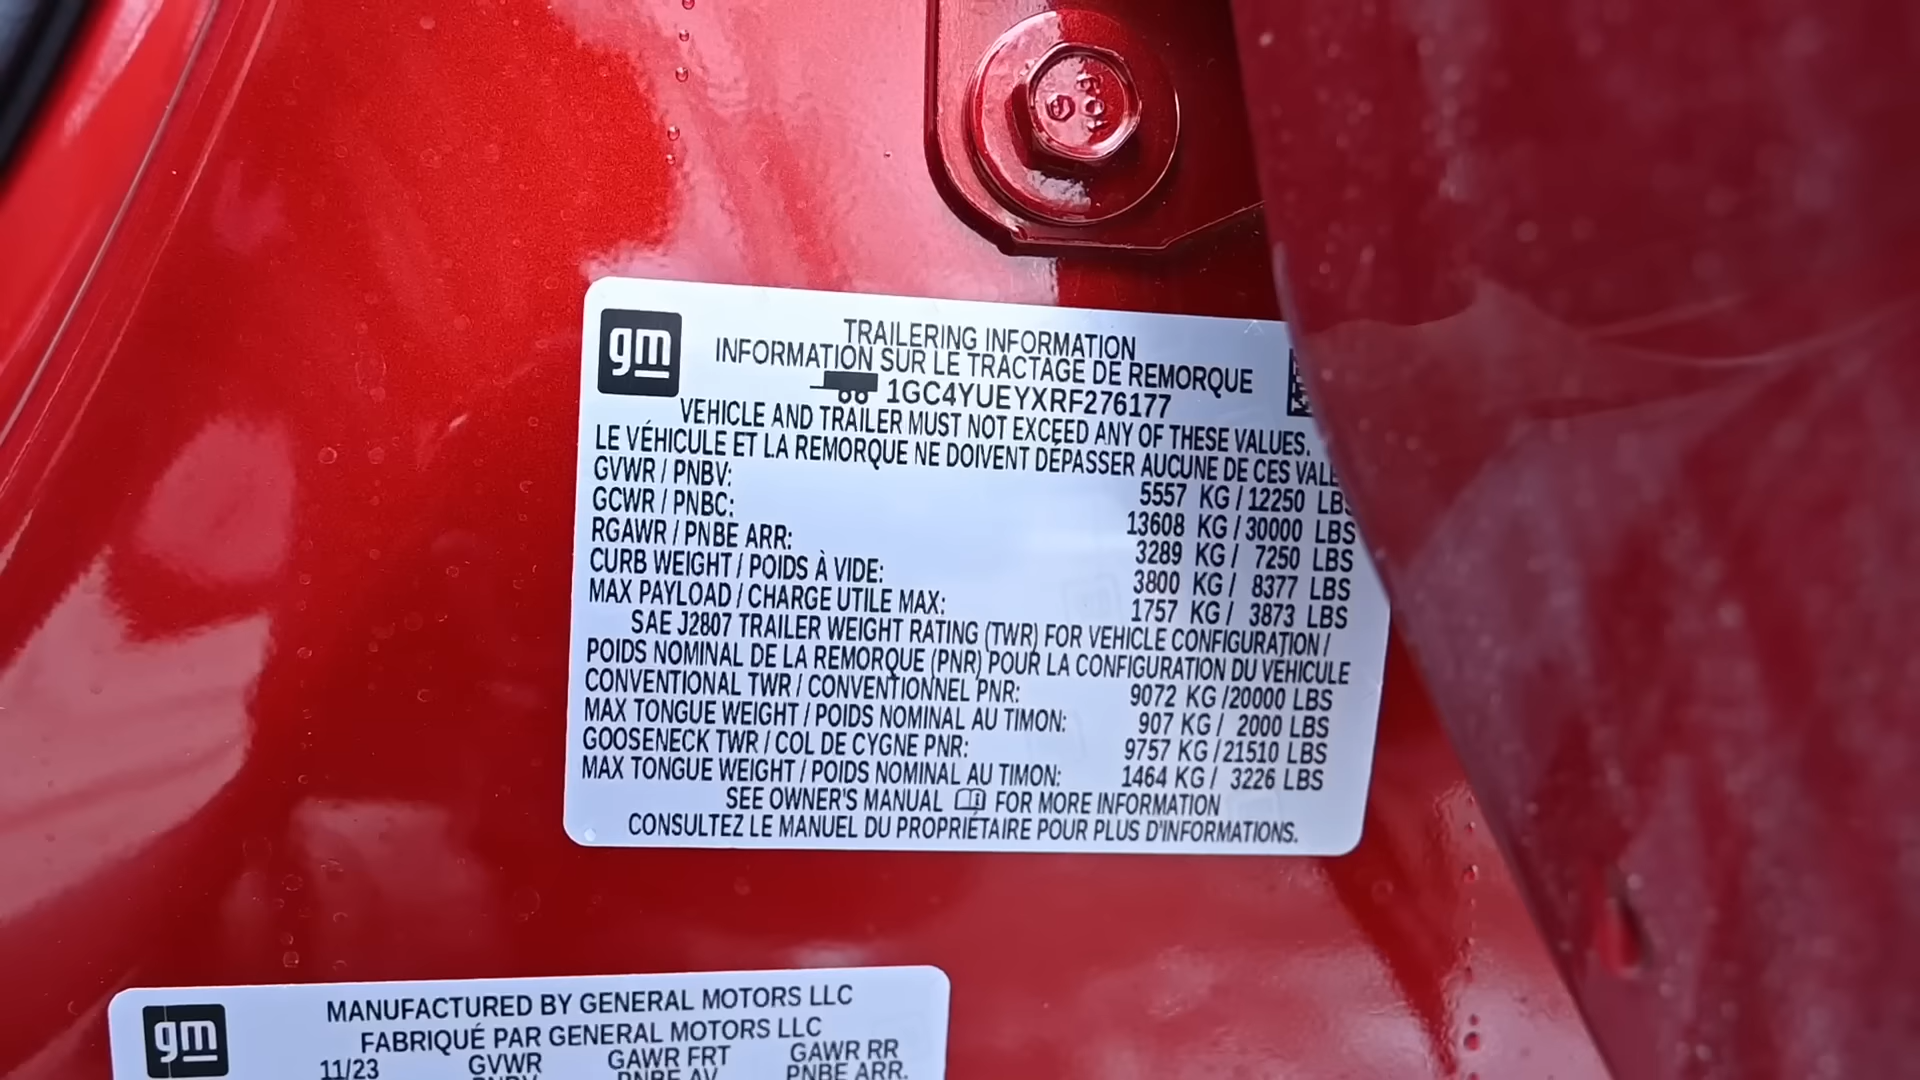 gm
TRAILERING INFORMATION
INFORMATION SUR LE TRACTAGE DE REMORQUE
1GC4YUEYXRF276177
VEHICLE AND TRAILER MUST NOT EXCEED ANY OF THESE VALUES.
LE VÉHICULE ET LA REMORQUE NE DOIVENT DÉPASSER AUCUNE DE CES VALE
GVWR / PNBV: 5557 KG / 12250 LBS
GCWR / PNBC: 13608 KG / 30000 LBS
RGAWR / PNBE ARR: 3289 KG / 7250 LBS
CURB WEIGHT / POIDS À VIDE: 3800 KG / 8377 LBS
MAX PAYLOAD / CHARGE UTILE MAX: 1757 KG / 3873 LBS
SAE J2807 TRAILER WEIGHT RATING (TWR) FOR VEHICLE CONFIGURATION /
POIDS NOMINAL DE LA REMORQUE (PNR) POUR LA CONFIGURATION DU VÉHICULE
CONVENTIONAL TWR / CONVENTIONNEL PNR: 9072 KG /20000 LBS
MAX TONGUE WEIGHT / POIDS NOMINAL AU TIMON: 907 KG / 2000 LBS
GOOSENECK TWR / COL DE CYGNE PNR: 9757 KG /21510 LBS
MAX TONGUE WEIGHT / POIDS NOMINAL AU TIMON: 1464 KG / 3226 LBS
SEE OWNER'S MANUAL FOR MORE INFORMATION
CONSULTEZ LE MANUEL DU PROPRIÉTAIRE POUR PLUS D'INFORMATIONS.
gm
MANUFACTURED BY GENERAL MOTORS LLC
FABRIQUÉ PAR GENERAL MOTORS LLC
11/23 GVWR GAWR FRT GAWR RR
PNBV PNBE AV PNBE ARR.